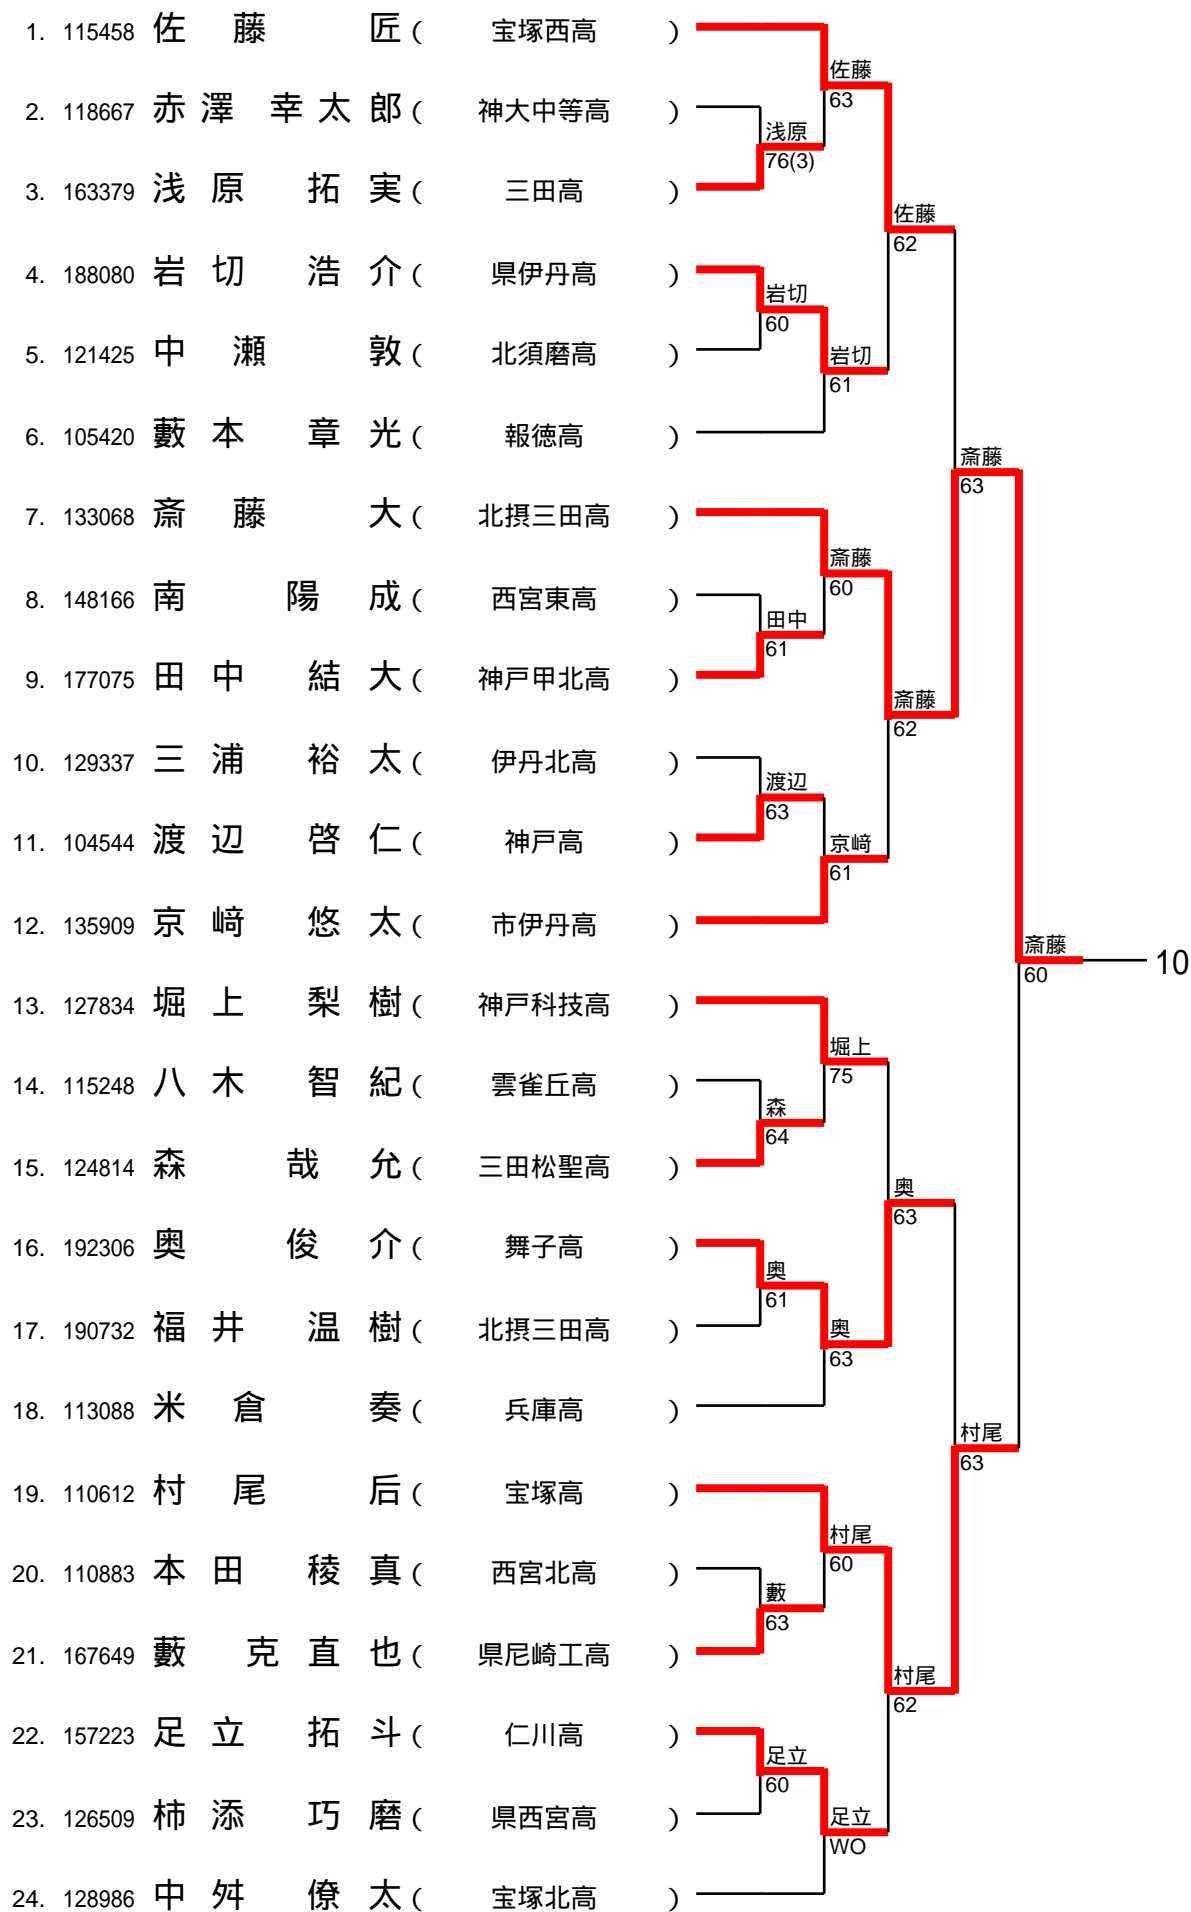 1. 115458 佐藤 匠 ( 宝塚西高 )
佐藤
63
2. 118667 赤澤 幸太郎 ( 神大中等高 )
浅原
76(3)
3. 163379 浅原 拓実 ( 三田高 )
佐藤
62
4. 188080 岩切 浩介 ( 県伊丹高 )
岩切
60
5. 121425 中瀬 敦 ( 北須磨高 )
岩切
61
6. 105420 藪本 章光 ( 報徳高 )
斎藤
63
7. 133068 斎藤 大 ( 北摂三田高 )
斎藤
60
8. 148166 南 陽成 ( 西宮東高 )
田中
61
9. 177075 田中 結大 ( 神戸甲北高 )
斎藤
62
10. 129337 三浦 裕太 ( 伊丹北高 )
渡辺
63
11. 104544 渡辺 啓仁 ( 神戸高 )
京﨑
61
12. 135909 京﨑 悠太 ( 市伊丹高 )
斎藤
60
10
13. 127834 堀上 梨樹 ( 神戸科技高 )
堀上
75
14. 115248 八木 智紀 ( 雲雀丘高 )
森
64
15. 124814 森 哉允 ( 三田松聖高 )
奥
63
16. 192306 奥 俊介 ( 舞子高 )
奥
61
17. 190732 福井 温樹 ( 北摂三田高 )
奥
63
18. 113088 米倉 奏 ( 兵庫高 )
村尾
63
19. 110612 村尾 后 ( 宝塚高 )
村尾
60
20. 110883 本田 稜真 ( 西宮北高 )
藪
63
21. 167649 藪 克直也 ( 県尼崎工高 )
村尾
62
22. 157223 足立 拓斗 ( 仁川高 )
足立
60
23. 126509 柿添 巧磨 ( 県西宮高 )
足立
WO
24. 128986 中舛 僚太 ( 宝塚北高 )